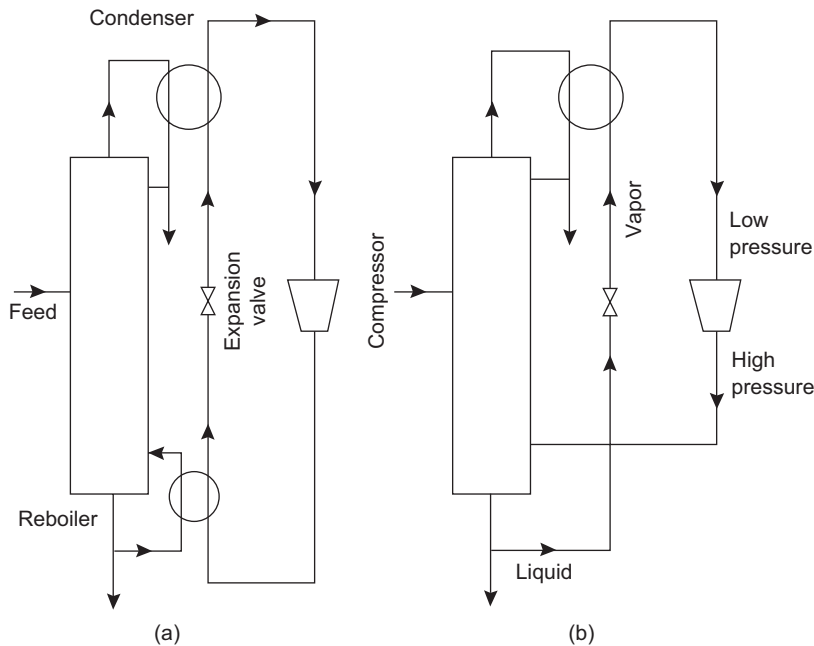 Condenser
Feed
Expansion
valve
Reboiler
(a)
Compressor
Vapor
Low
pressure
High
pressure
Liquid
(b)